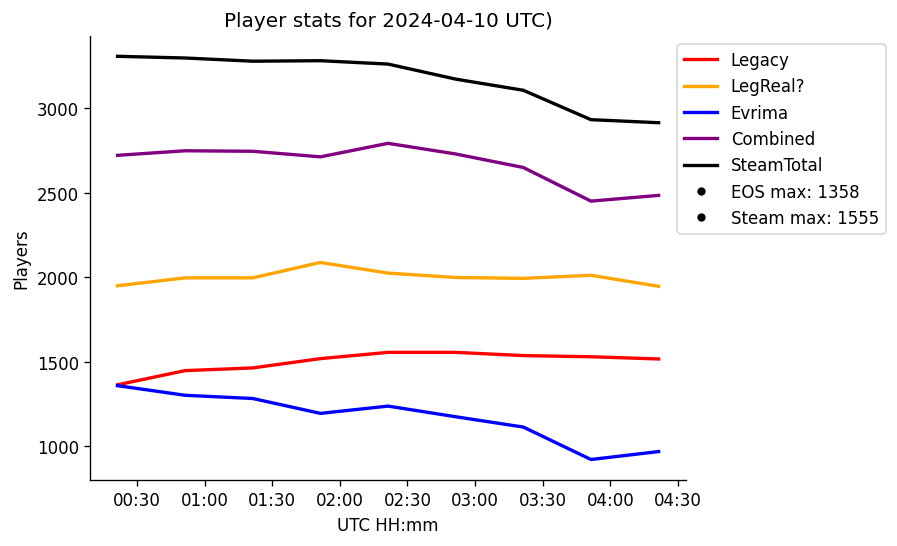 Player stats for 2024-04-10 UTC)
Legacy
LegReal?
Evrima
Combined
SteamTotal
EOS max: 1358
Steam max: 1555
Players
3000
2500
2000
1500
1000
00:30 01:00 01:30 02:00 02:30 03:00 03:30 04:00 04:30
UTC HH:mm